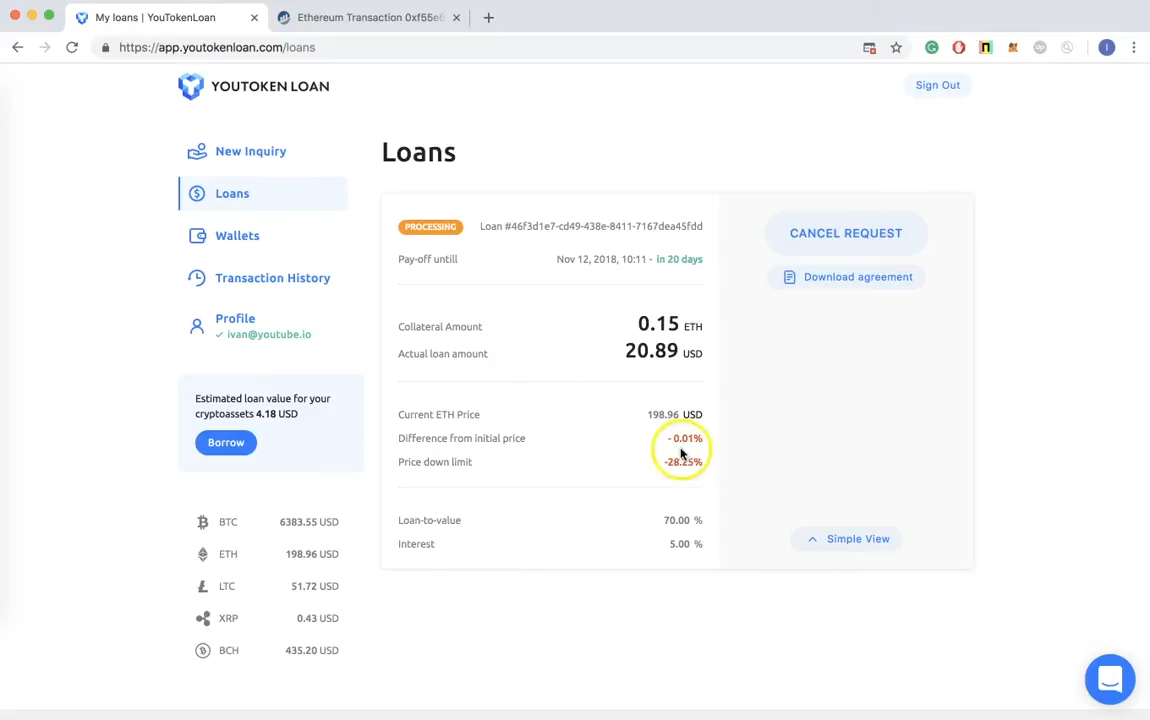 My loans | YouTokenLoan
Ethereum Transaction 0xf55e6
https://app.youtokenloan.com/loans
YOUTOKEN LOAN
Sign Out
New Inquiry
Loans
Wallets
Transaction History
Profile
✓ ivan@youtube.io
Estimated loan value for your
cryptoassets 4.18 USD
Borrow
BTC 6383.55 USD
ETH 198.96 USD
LTC 51.72 USD
XRP 0.43 USD
BCH 435.20 USD
Loans
PROCESSING Loan #46f3d1e7-cd49-438e-8411-7167dea45fdd
Pay-off untill Nov 12, 2018, 10:11 - in 20 days
Collateral Amount 0.15 ETH
Actual loan amount 20.89 USD
Current ETH Price 198.96 USD
Difference from initial price - 0.01%
Price down limit -28.25%
Loan-to-value 70.00 %
Interest 5.00 %
CANCEL REQUEST
Download agreement
Simple View